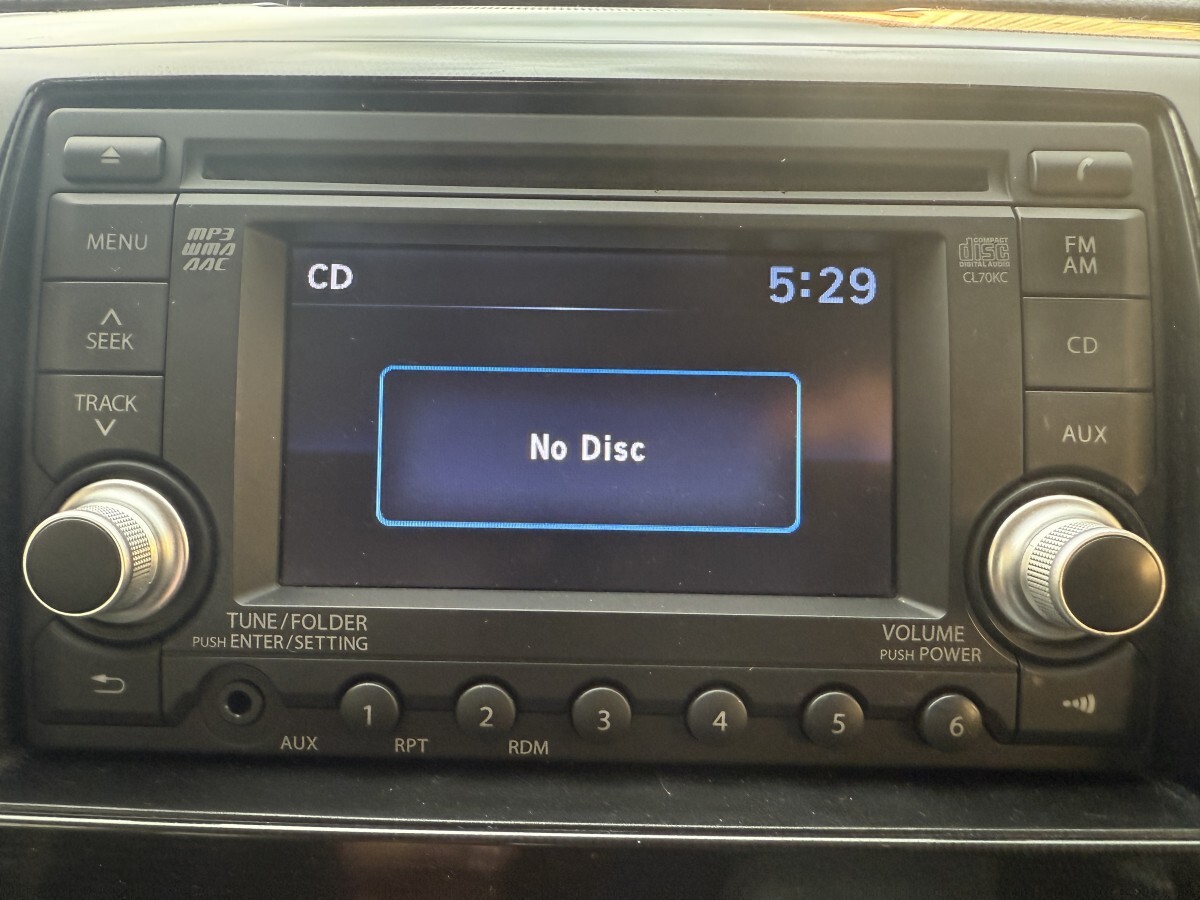 MENU
SEEK
TRACK
MP3
WMA
AAC
CD
5:29
No Disc
COMPACT
disc
DIGITAL AUDIO
CL70KC
FM
AM
CD
AUX
TUNE/FOLDER
PUSH ENTER/SETTING
VOLUME
PUSH POWER
1
2
3
4
5
6
AUX
RPT
RDM